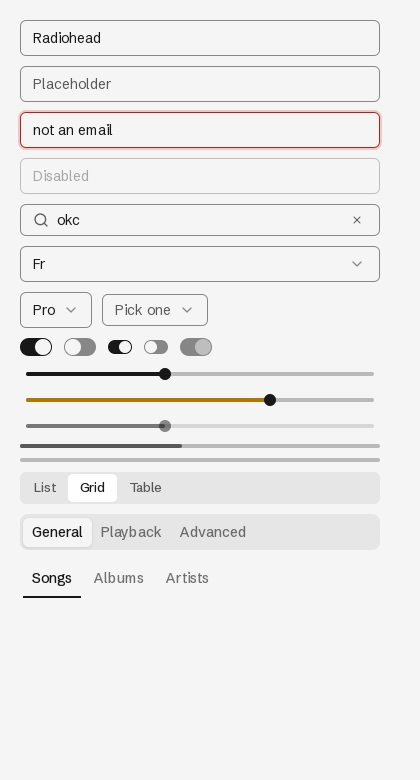 Radiohead
Placeholder
not an email
Disabled
okc
Fr
Pro Pick one
List Grid Table
General Playback Advanced
Songs Albums Artists